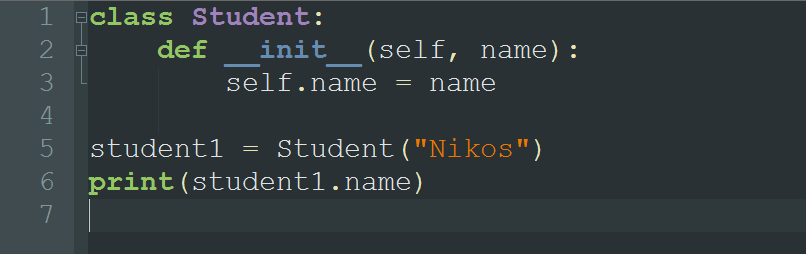 1 class Student:
2     def __init__(self, name):
3         self.name = name
4
5 student1 = Student("Nikos")
6 print(student1.name)
7